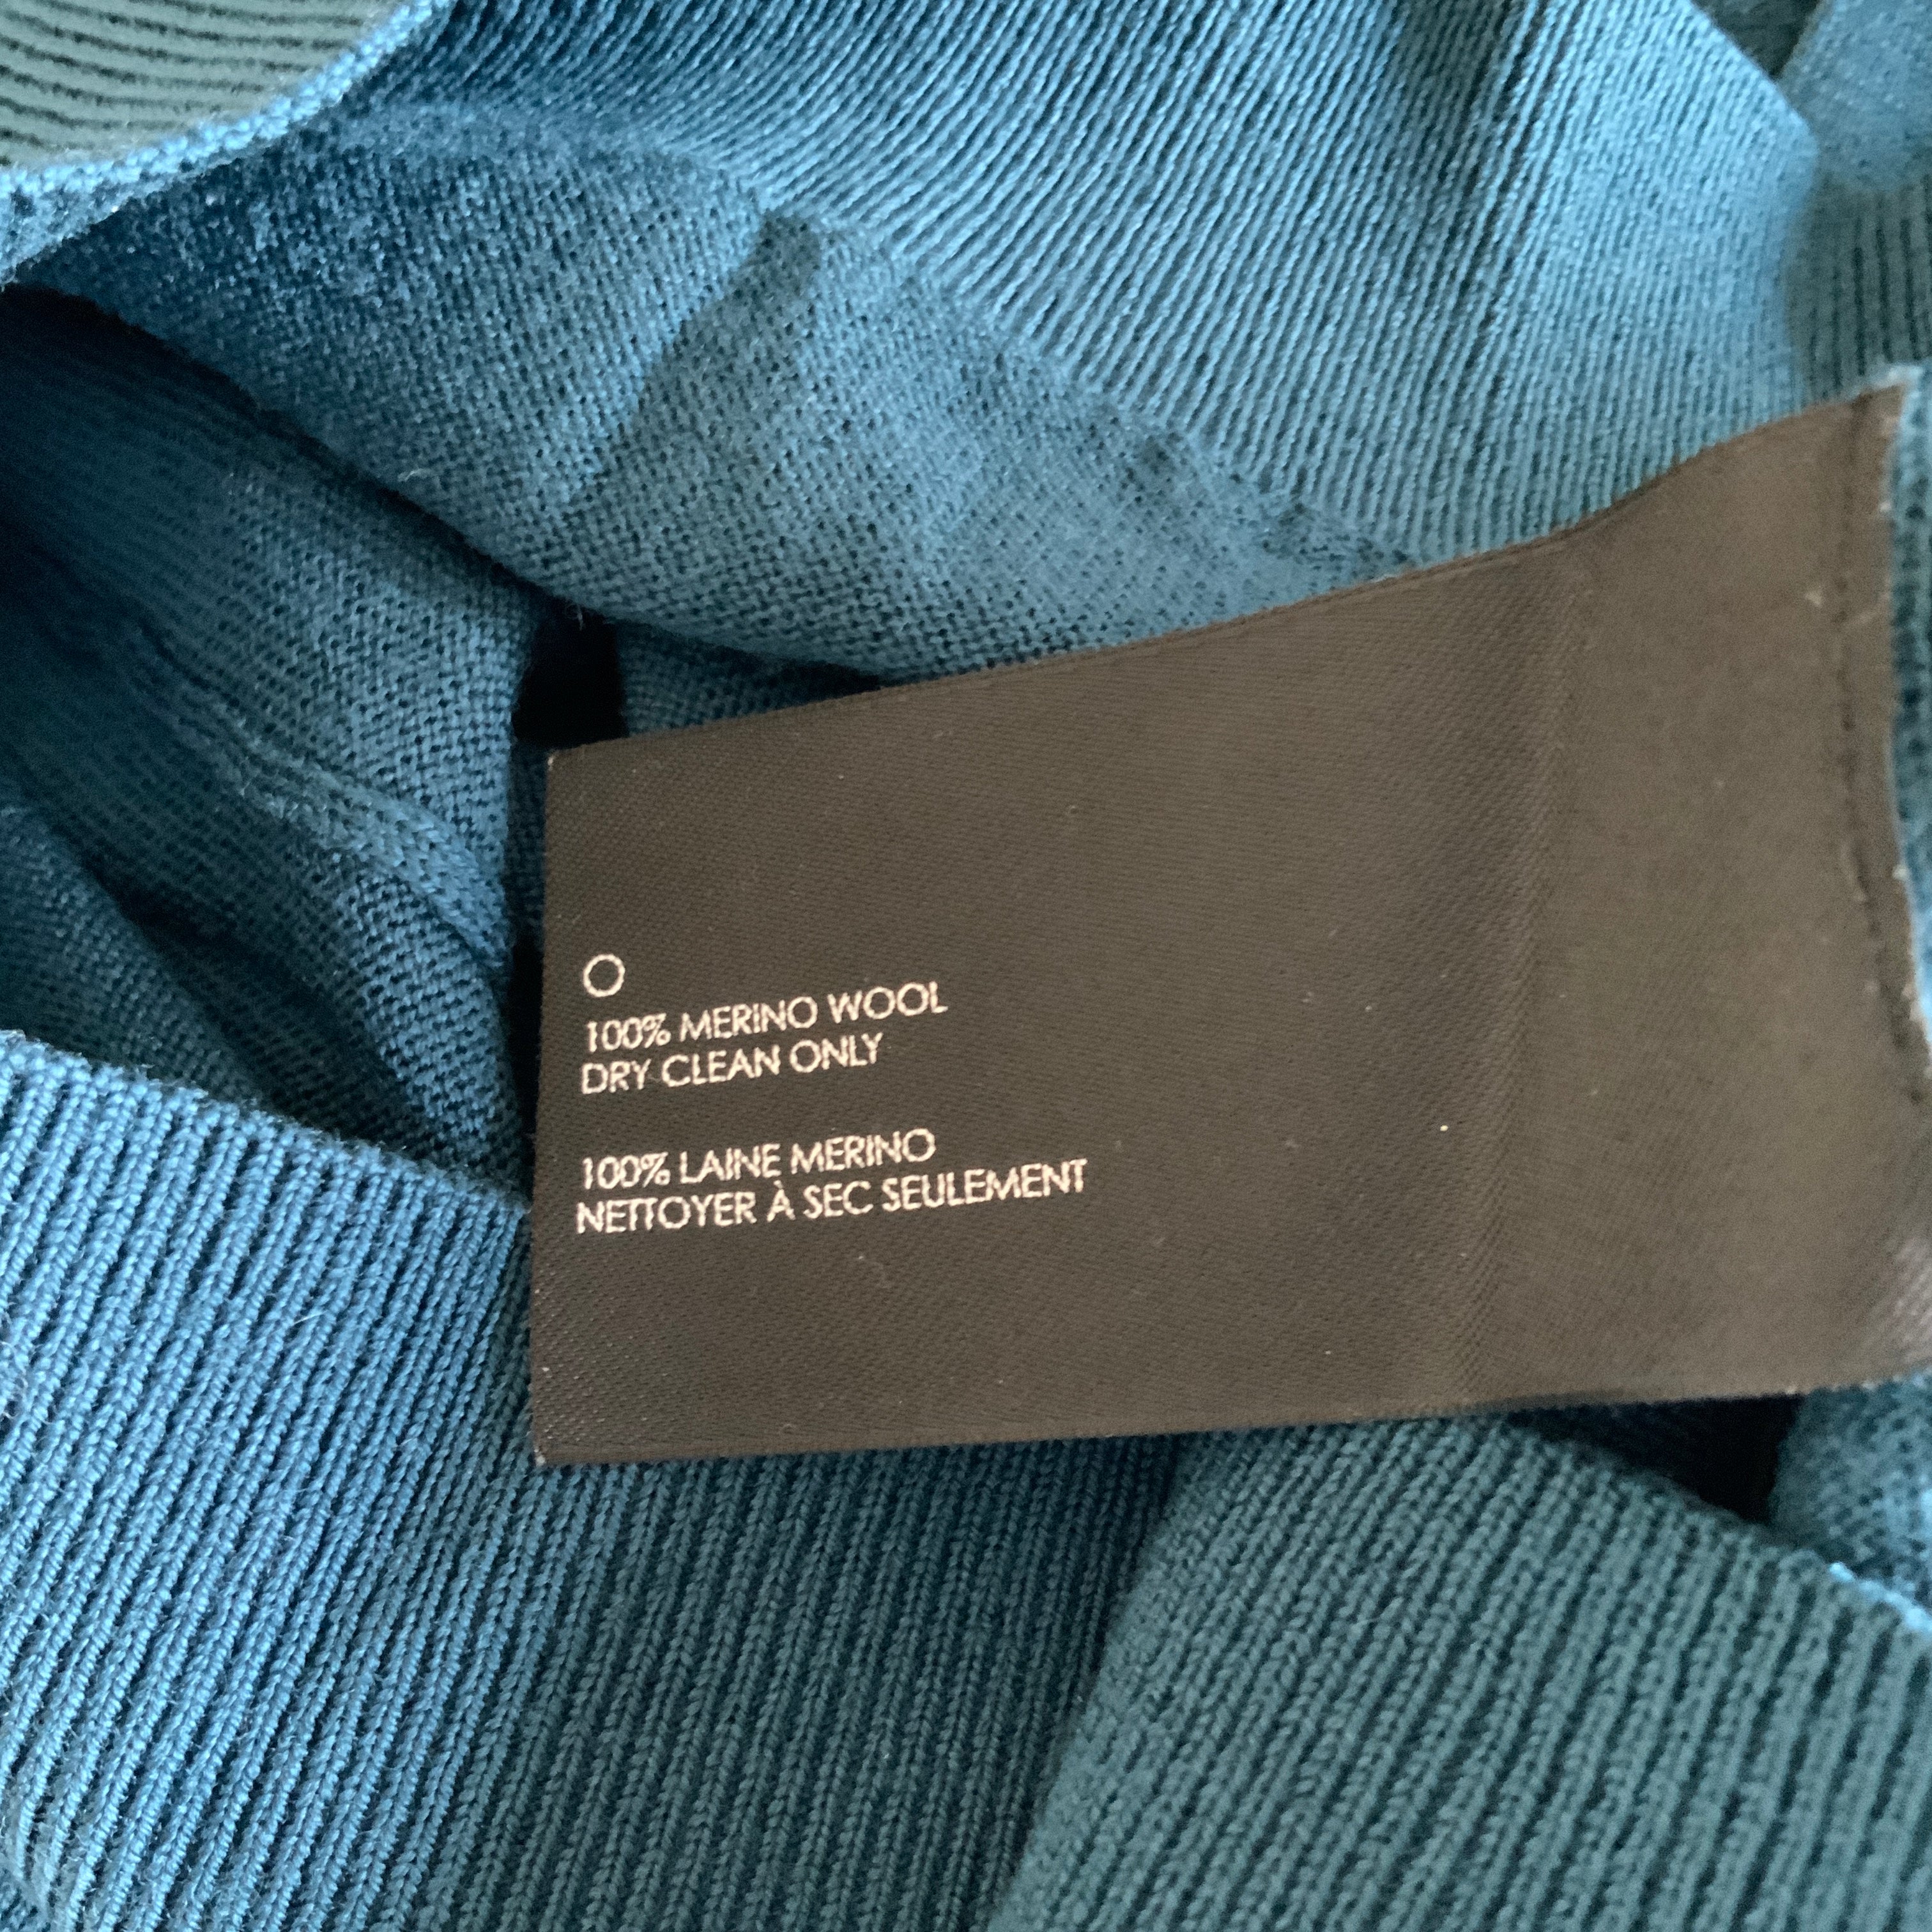 100% MERINO WOOL
DRY CLEAN ONLY
100% LAINE MERINO
NETTOYER À SEC SEULEMENT